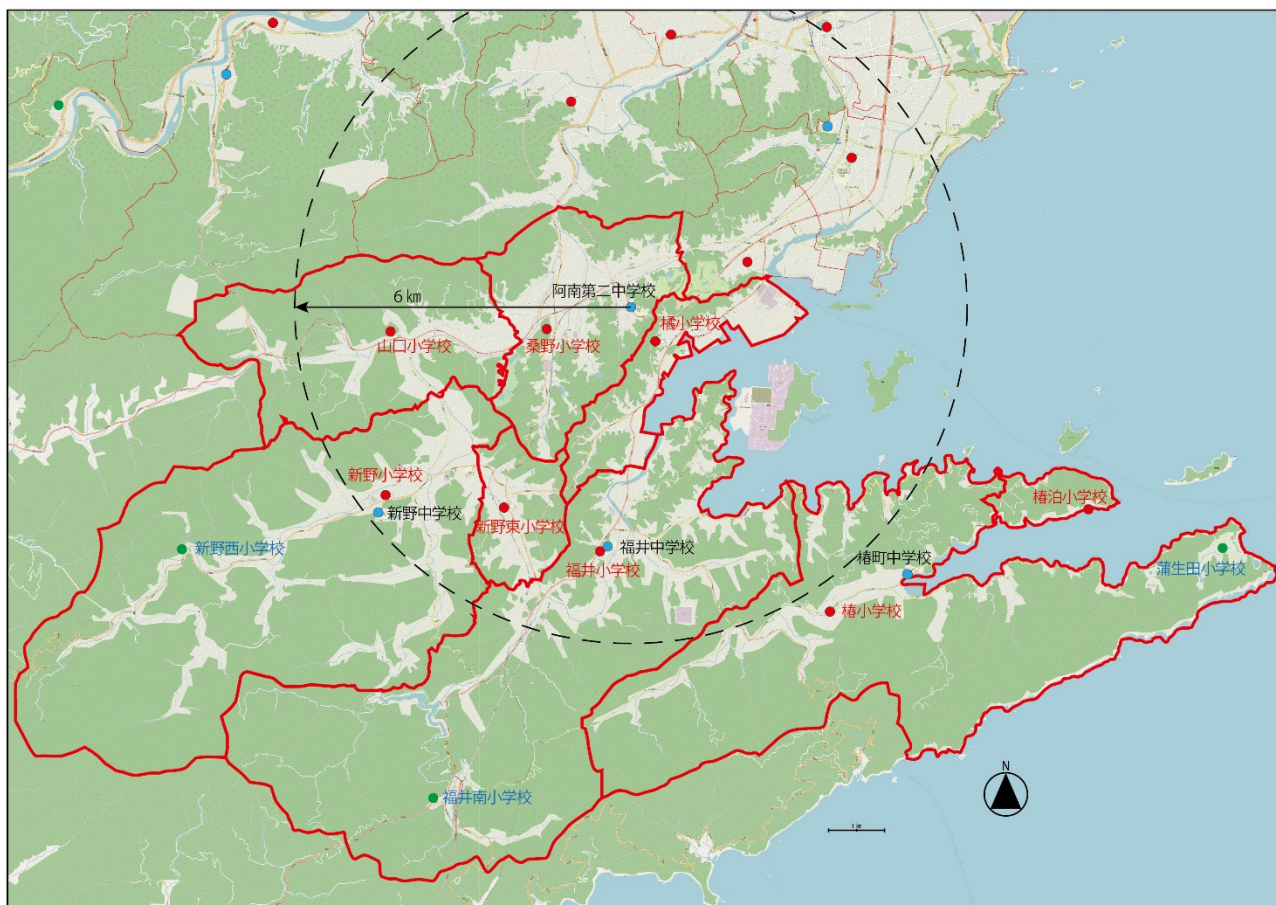 阿南第二中学校
6㎞
橘小学校
山口小学校
桑野小学校
新野小学校
新野中学校
椿泊小学校
新野東小学校
新野西小学校
福井中学校
福井小学校
椿町中学校
蒲生田小学校
椿小学校
福井南小学校
N
1 ㎞